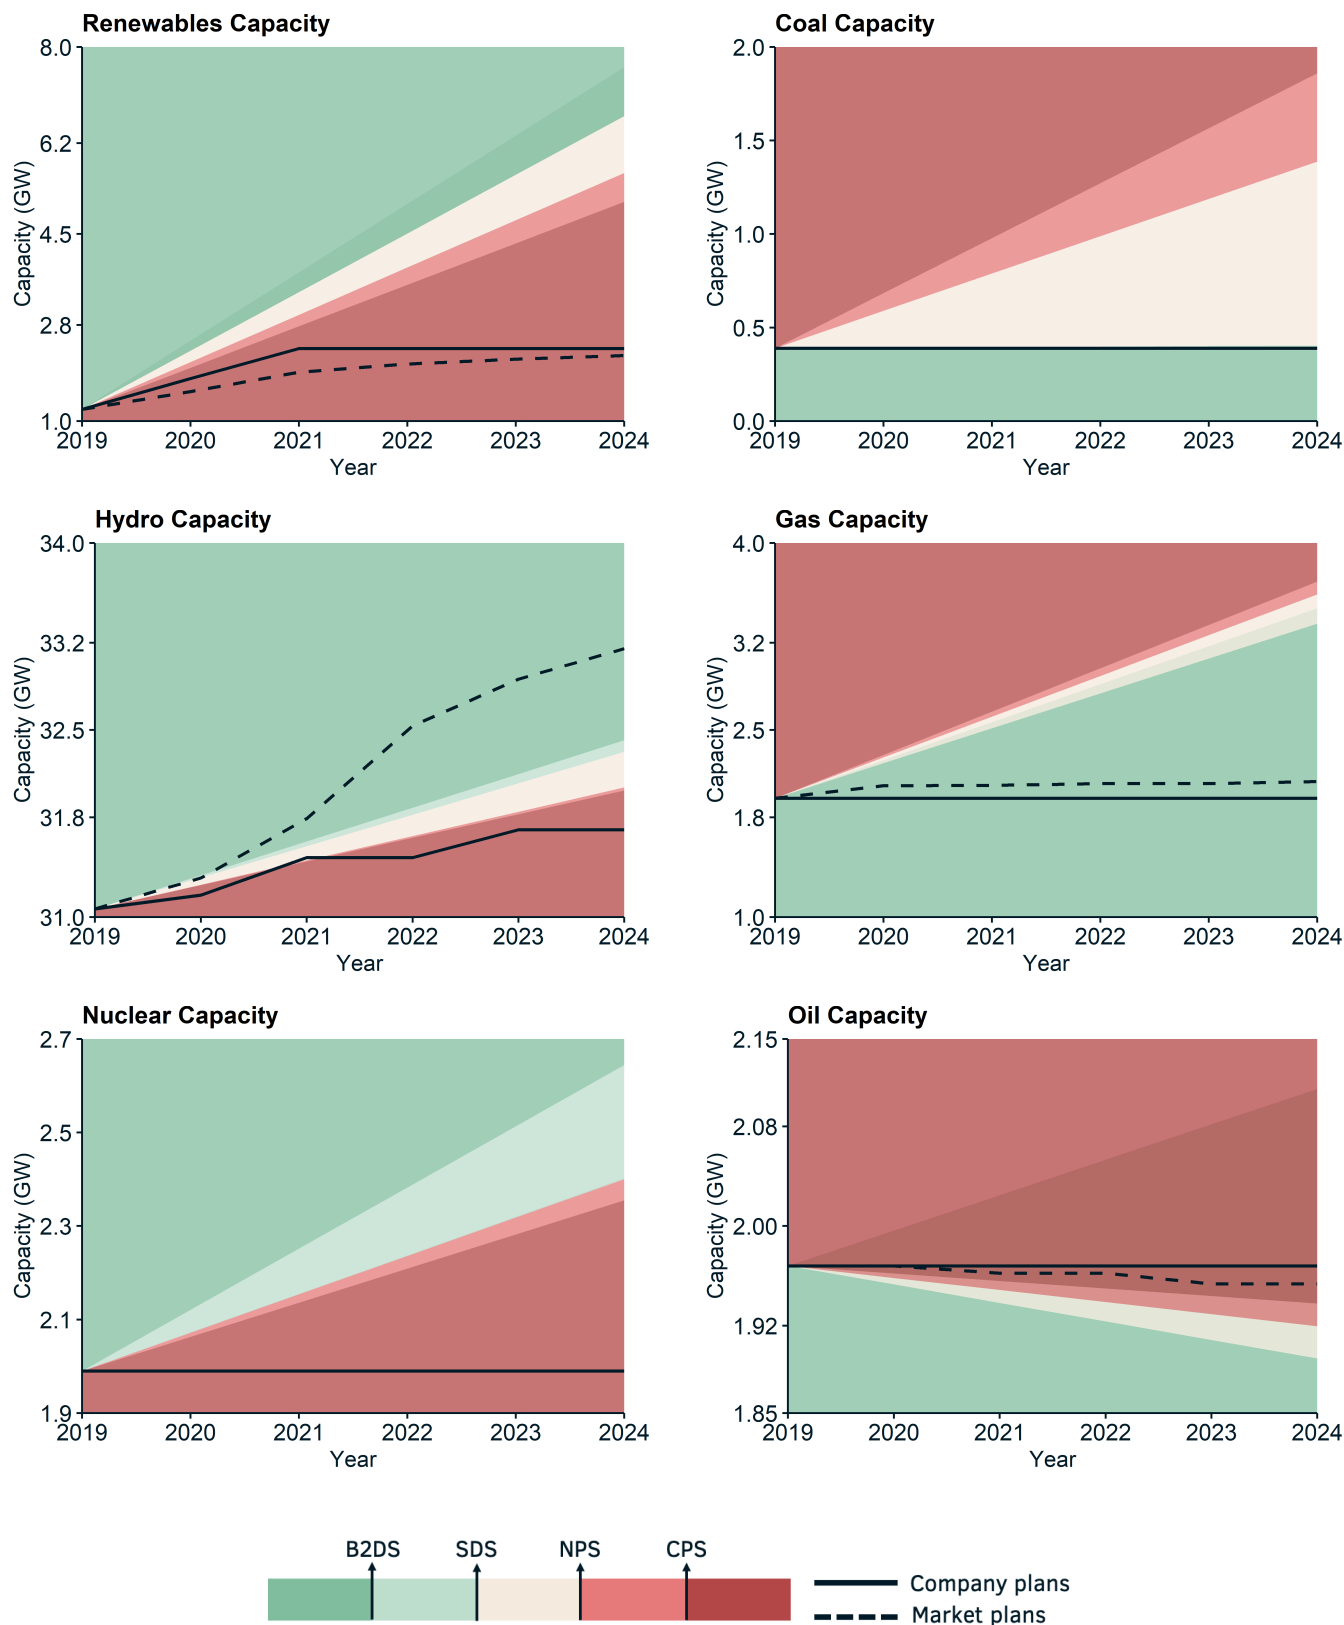 Renewables Capacity
Capacity (GW)
8.0
6.2
4.5
2.8
1.0
2019 2020 2021 2022 2023 2024
Year
Coal Capacity
Capacity (GW)
2.0
1.5
1.0
0.5
0.0
2019 2020 2021 2022 2023 2024
Year
Hydro Capacity
Capacity (GW)
34.0
33.2
32.5
31.8
31.0
2019 2020 2021 2022 2023 2024
Year
Gas Capacity
Capacity (GW)
4.0
3.2
2.5
1.8
1.0
2019 2020 2021 2022 2023 2024
Year
Nuclear Capacity
Capacity (GW)
2.7
2.5
2.3
2.1
1.9
2019 2020 2021 2022 2023 2024
Year
Oil Capacity
Capacity (GW)
2.15
2.08
2.00
1.92
1.85
2019 2020 2021 2022 2023 2024
Year
B2DS SDS NPS CPS
Company plans
Market plans